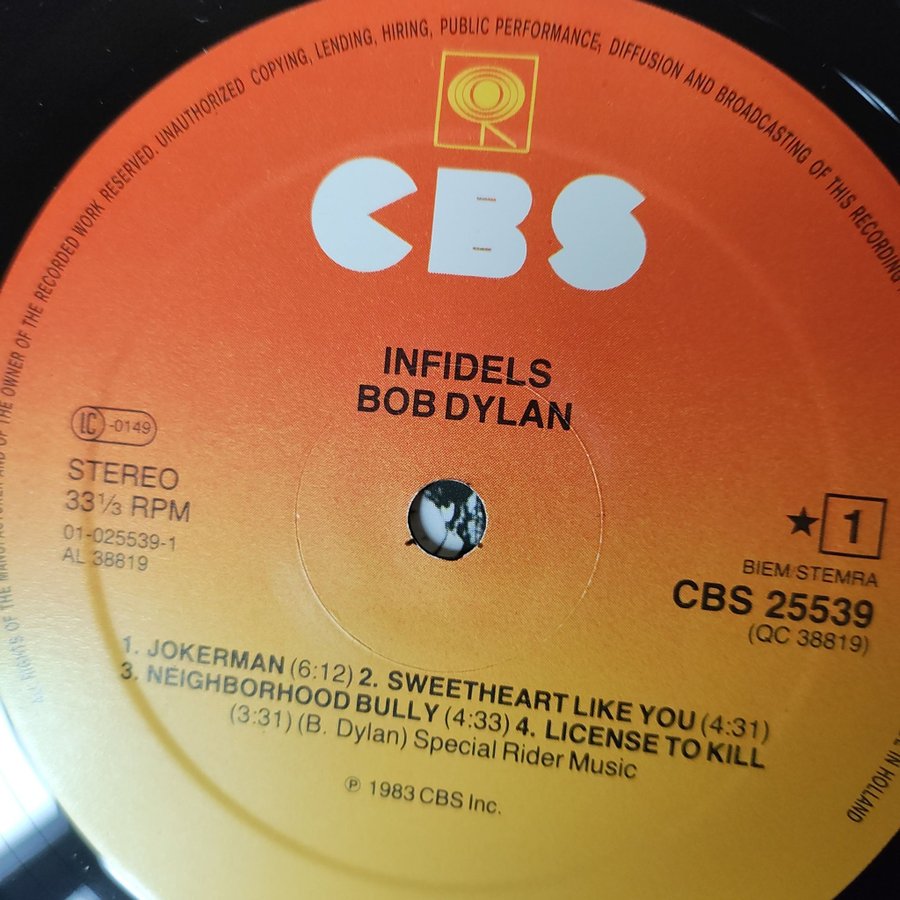 ALL RIGHTS OF THE MANUFACTURER AND OF THE OWNER OF THE RECORDED WORK RESERVED. UNAUTHORIZED COPYING, LENDING, HIRING, PUBLIC PERFORMANCE, DIFFUSION AND BROADCASTING OF THIS RECORDING
IN HOLLAND
CBS
INFIDELS
BOB DYLAN
LC -0149
STEREO
33⅓ RPM
01-025539-1
AL 38819
★ 1
BIEM/STEMRA
CBS 25539
(QC 38819)
1. JOKERMAN (6:12) 2. SWEETHEART LIKE YOU (4:31)
3. NEIGHBORHOOD BULLY (4:33) 4. LICENSE TO KILL
(3:31) (B. Dylan) Special Rider Music
℗ 1983 CBS Inc.